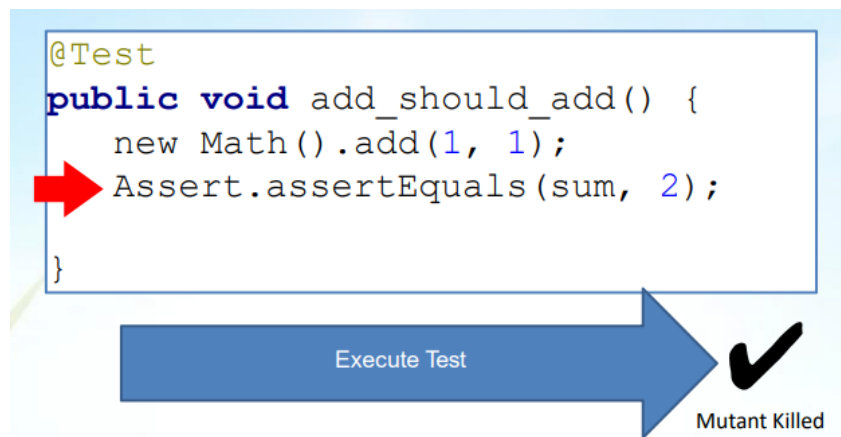 @Test
public void add_should_add() {
new Math().add(1, 1);
Assert.assertEquals(sum, 2);
}
Execute Test
Mutant Killed